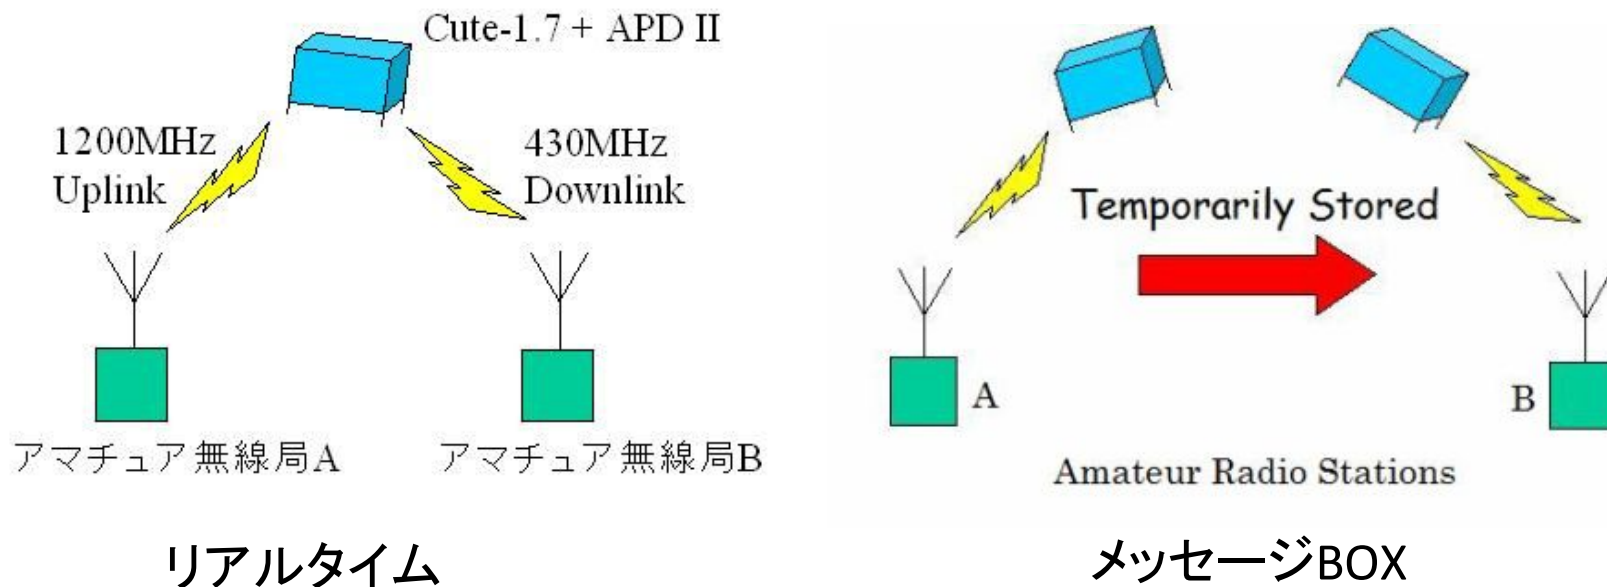 Cute-1.7 + APD II
1200MHz
Uplink
430MHz
Downlink
アマチュア無線局A
アマチュア無線局B
リアルタイム
Temporarily Stored
A
B
Amateur Radio Stations
メッセージBOX